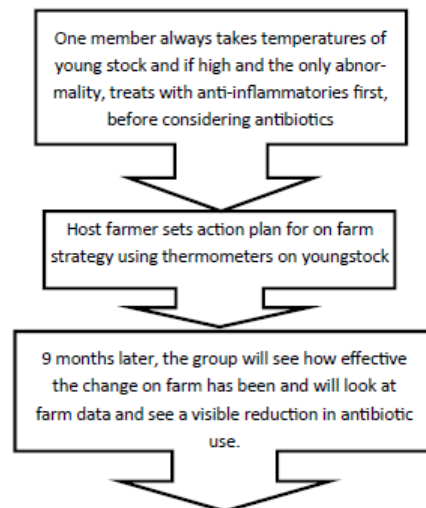 One member always takes temperatures of
young stock and if high and the only abnor-
mality, treats with anti-inflammatories first,
before considering antibiotics
Host farmer sets action plan for on farm
strategy using thermometers on youngstock
9 months later, the group will see how effective
the change on farm has been and will look at
farm data and see a visible reduction in antibiotic
use.